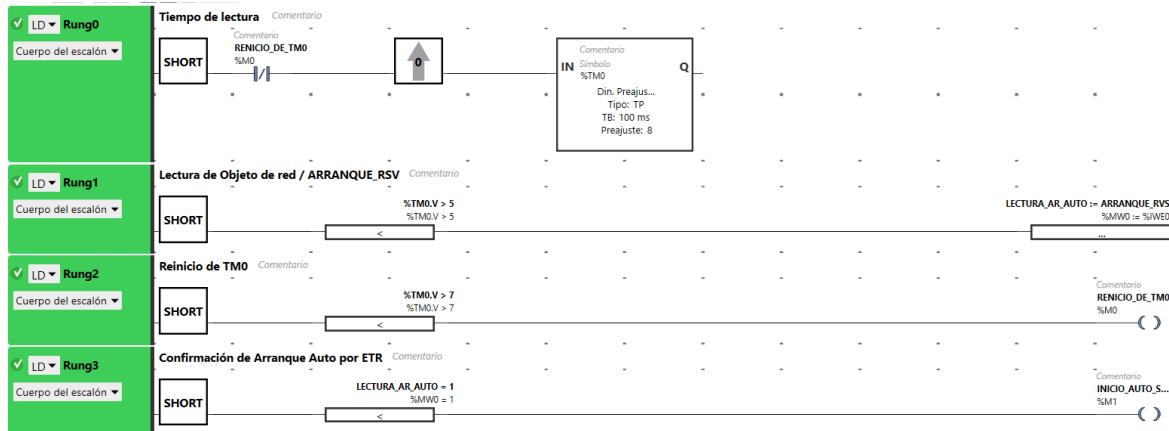 LD Rung0
Cuerpo del escalón
Tiempo de lectura Comentario
SHORT
Comentario
RENICIO_DE_TM0
%M0
0
Comentario
IN Símbolo Q
%TM0
Din. Preajus...
Tipo: TP
TB: 100 ms
Preajuste: 8
LD Rung1
Cuerpo del escalón
Lectura de Objeto de red / ARRANQUE_RSV Comentario
SHORT
%TM0.V > 5
%TM0.V > 5
<
LECTURA_AR_AUTO := ARRANQUE_RVS
%MW0 := %IWE0
...
LD Rung2
Cuerpo del escalón
Reinicio de TM0 Comentario
SHORT
%TM0.V > 7
%TM0.V > 7
<
Comentario
RENICIO_DE_TM0
%M0
LD Rung3
Cuerpo del escalón
Confirmación de Arranque Auto por ETR Comentario
SHORT
LECTURA_AR_AUTO = 1
%MW0 = 1
<
Comentario
INICIO_AUTO_S...
%M1